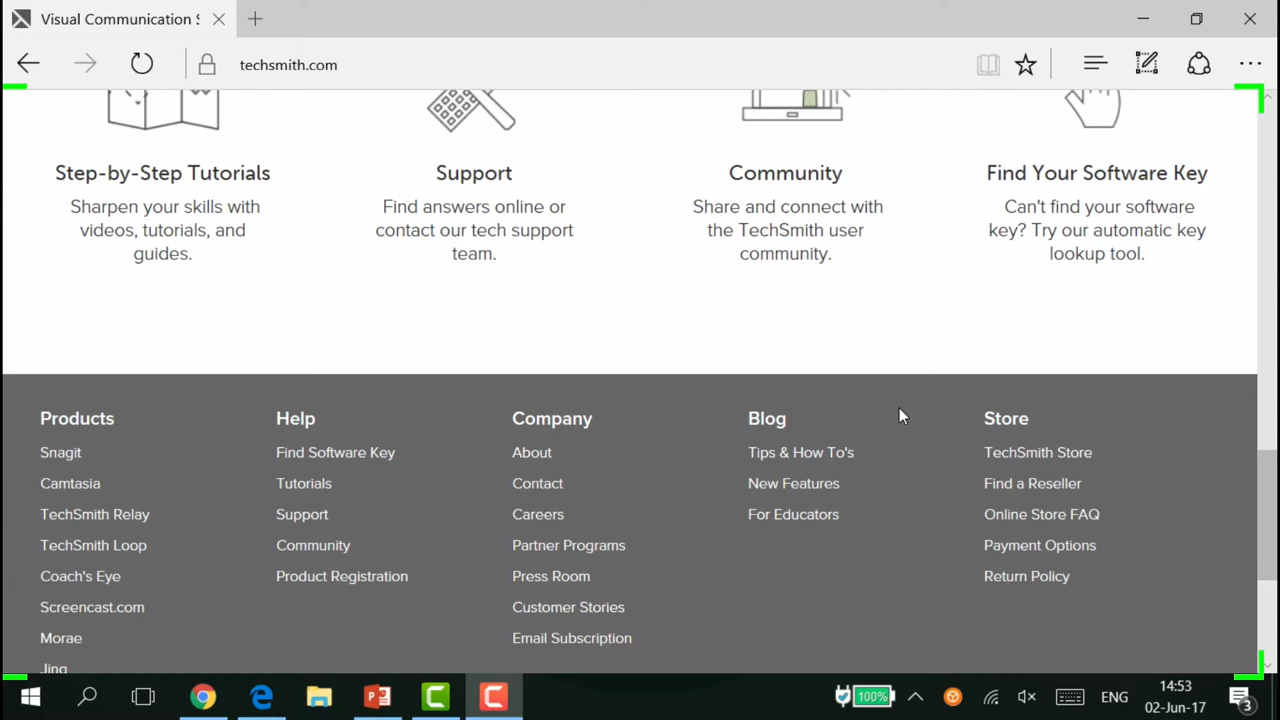 Visual Communication S
techsmith.com
Step-by-Step Tutorials
Sharpen your skills with
videos, tutorials, and
guides.
Support
Find answers online or
contact our tech support
team.
Community
Share and connect with
the TechSmith user
community.
Find Your Software Key
Can't find your software
key? Try our automatic key
lookup tool.
Products
Snagit
Camtasia
TechSmith Relay
TechSmith Loop
Coach's Eye
Screencast.com
Morae
Jing
Help
Find Software Key
Tutorials
Support
Community
Product Registration
Company
About
Contact
Careers
Partner Programs
Press Room
Customer Stories
Email Subscription
Blog
Tips & How To's
New Features
For Educators
Store
TechSmith Store
Find a Reseller
Online Store FAQ
Payment Options
Return Policy
100%
ENG
14:53
02-Jun-17
3